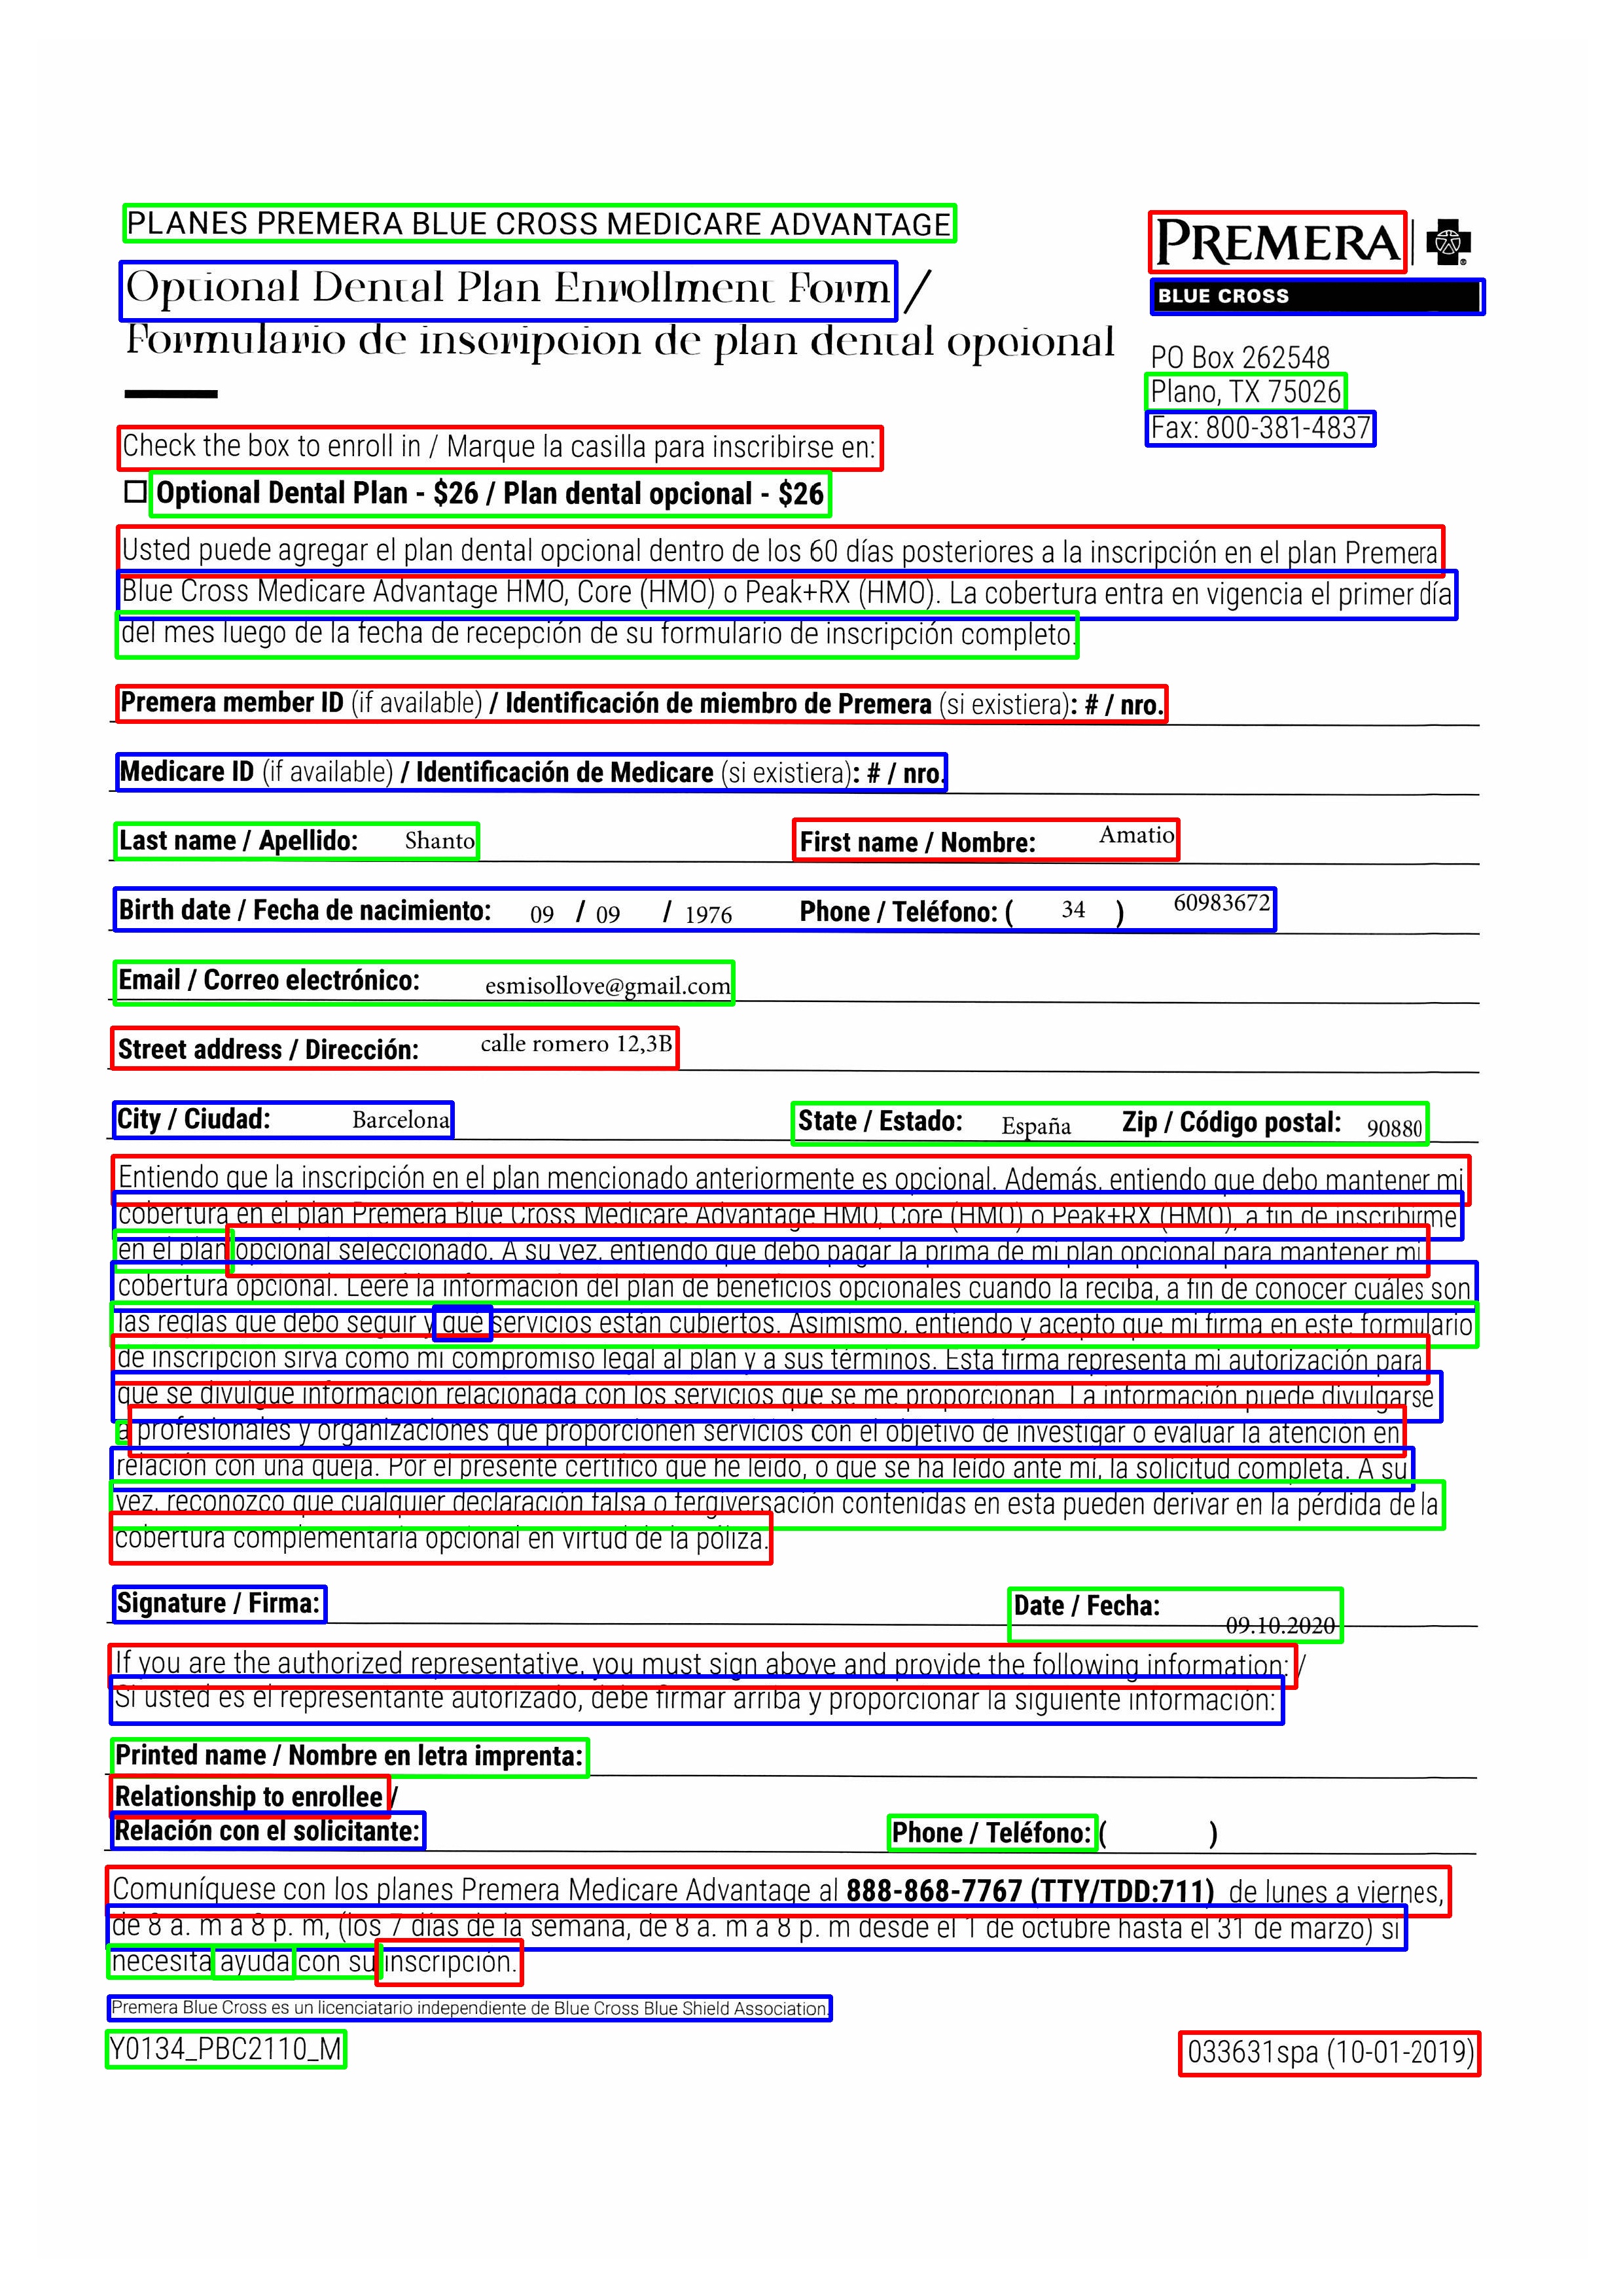 PLANES PREMERA BLUE CROSS MEDICARE ADVANTAGE
PREMERA
BLUE CROSS
Optional Dental Plan Enrollment Form /
Formulario de inscripcion de plan dental opcional
PO Box 262548
Plano, TX 75026
Fax: 800-381-4837
Check the box to enroll in / Marque la casilla para inscribirse en:
☐ Optional Dental Plan - $26 / Plan dental opcional - $26
Usted puede agregar el plan dental opcional dentro de los 60 días posteriores a la inscripción en el plan Premera
Blue Cross Medicare Advantage HMO, Core (HMO) o Peak+RX (HMO). La cobertura entra en vigencia el primer día
del mes luego de la fecha de recepción de su formulario de inscripción completo.
Premera member ID (if available) / Identificación de miembro de Premera (si existiera): # / nro.
Medicare ID (if available) / Identificación de Medicare (si existiera): # / nro.
Last name / Apellido: Shanto First name / Nombre: Amatio
Birth date / Fecha de nacimiento: 09 / 09 / 1976 Phone / Teléfono: ( 34 ) 60983672
Email / Correo electrónico: esmisollove@gmail.com
Street address / Dirección: calle romero 12,3B
City / Ciudad: Barcelona State / Estado: España Zip / Código postal: 90880
Entiendo que la inscripción en el plan mencionado anteriormente es opcional. Además, entiendo que debo mantener mi
cobertura en el plan Premera Blue Cross Medicare Advantage HMO, Core (HMO) o Peak+RX (HMO), a fin de inscribirme
en el plan opcional seleccionado. A su vez, entiendo que debo pagar la prima de mi plan opcional para mantener mi
cobertura opcional. Leeré la información del plan de beneficios opcionales cuando la reciba, a fin de conocer cuáles son
las reglas que debo seguir y qué servicios están cubiertos. Asimismo, entiendo y acepto que mi firma en este formulario
de inscripción sirva como mi compromiso legal al plan y a sus términos. Esta firma representa mi autorización para
que se divulgue información relacionada con los servicios que se me proporcionan. La información puede divulgarse
a profesionales y organizaciones que proporcionen servicios con el objetivo de investigar o evaluar la atención en
relación con una queja. Por el presente certifico que he leído, o que se ha leído ante mí, la solicitud completa. A su
vez, reconozco que cualquier declaración falsa o tergiversación contenidas en esta pueden derivar en la pérdida de la
cobertura complementaria opcional en virtud de la póliza.
Signature / Firma: Date / Fecha: 09.10.2020
If you are the authorized representative, you must sign above and provide the following information: /
Si usted es el representante autorizado, debe firmar arriba y proporcionar la siguiente información:
Printed name / Nombre en letra imprenta:
Relationship to enrollee /
Relación con el solicitante: Phone / Teléfono: ( )
Comuníquese con los planes Premera Medicare Advantage al 888-868-7767 (TTY/TDD:711) de lunes a viernes,
de 8 a. m a 8 p. m, (los 7 días de la semana, de 8 a. m a 8 p. m desde el 1 de octubre hasta el 31 de marzo) si
necesita ayuda con su inscripción.
Premera Blue Cross es un licenciatario independiente de Blue Cross Blue Shield Association.
Y0134_PBC2110_M 033631spa (10-01-2019)